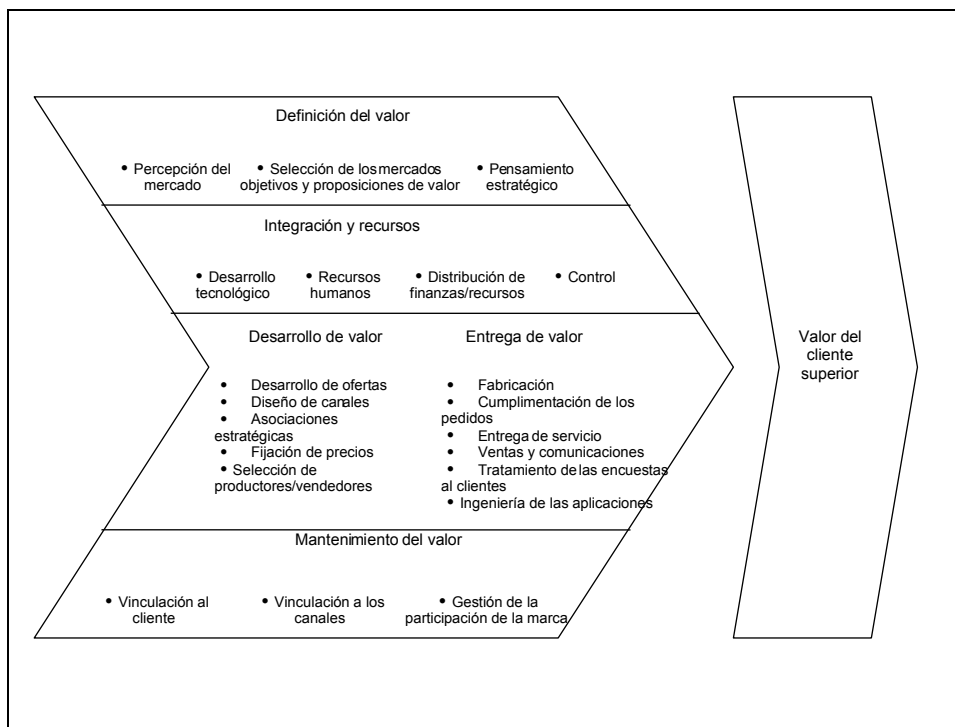 Definición del valor
• Percepción del
mercado
• Selección de los mercados
objetivos y proposiciones de valor
• Pensamiento
estratégico
Integración y recursos
• Desarrollo
tecnológico
• Recursos
humanos
• Distribución de
finanzas/recursos
• Control
Desarrollo de valor
• Desarrollo de ofertas
• Diseño de canales
• Asociaciones
estratégicas
• Fijación de precios
• Selección de
productores/vendedores
Entrega de valor
• Fabricación
• Cumplimentación de los
pedidos
• Entrega de servicio
• Ventas y comunicaciones
• Tratamiento de las encuestas
al clientes
• Ingeniería de las aplicaciones
Mantenimiento del valor
• Vinculación al
cliente
• Vinculación a los
canales
• Gestión de la
participación de la marca
Valor del
cliente
superior